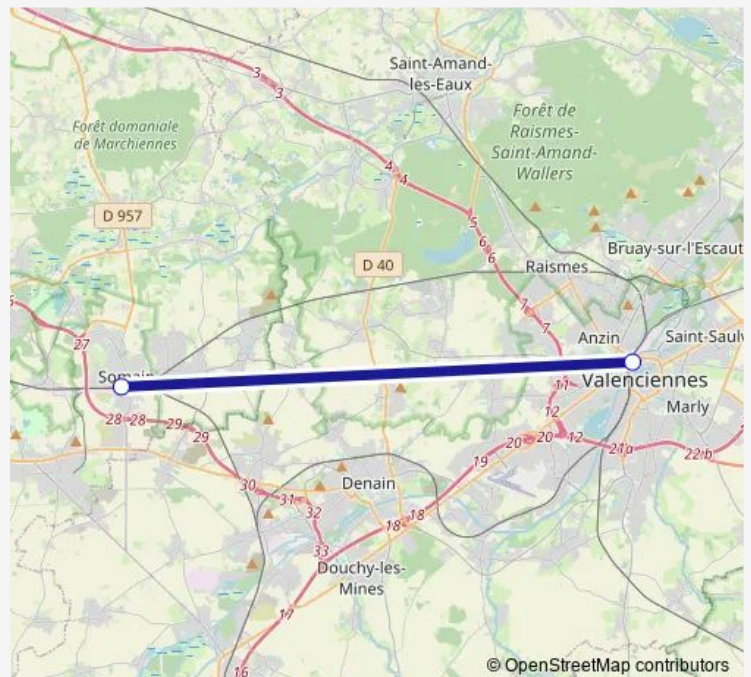 3
3
Saint-Amand-
les-Eaux
Forêt de
Raismes-
Saint-Amand-
Wallers
Forêt domaniale
de Marchiennes
4
4
D 957
5
6
6
D 40
Bruay-sur-l'Escaut
Raismes
7
7
27
Anzin
Saint-Saulv
Somain
11
Valenciennes
Marly
28
28
29
29
12
20
20
12
21a
22.b
19
30
31
32
Denain
18
18
33
Douchy-les-
Mines
17
16
© OpenStreetMap contributors